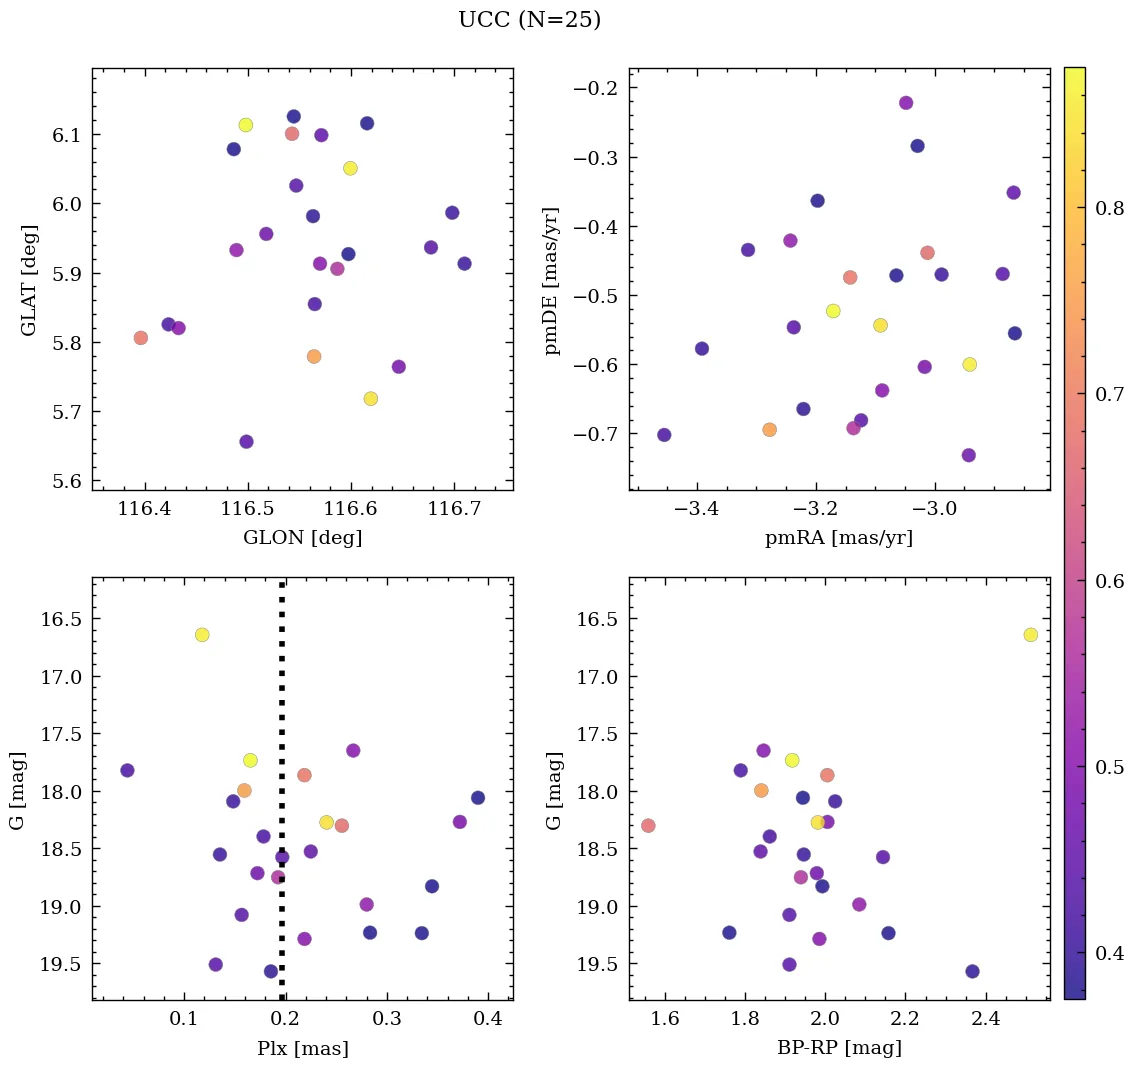 UCC (N=25)
6.1
6.0
5.9
5.8
5.7
5.6
GLAT [deg]
116.4 116.5 116.6 116.7
GLON [deg]
−0.2
−0.3
−0.4
−0.5
−0.6
−0.7
pmDE [mas/yr]
−3.4 −3.2 −3.0
pmRA [mas/yr]
16.5
17.0
17.5
18.0
18.5
19.0
19.5
G [mag]
0.1 0.2 0.3 0.4
Plx [mas]
16.5
17.0
17.5
18.0
18.5
19.0
19.5
G [mag]
1.6 1.8 2.0 2.2 2.4
BP-RP [mag]
0.8
0.7
0.6
0.5
0.4